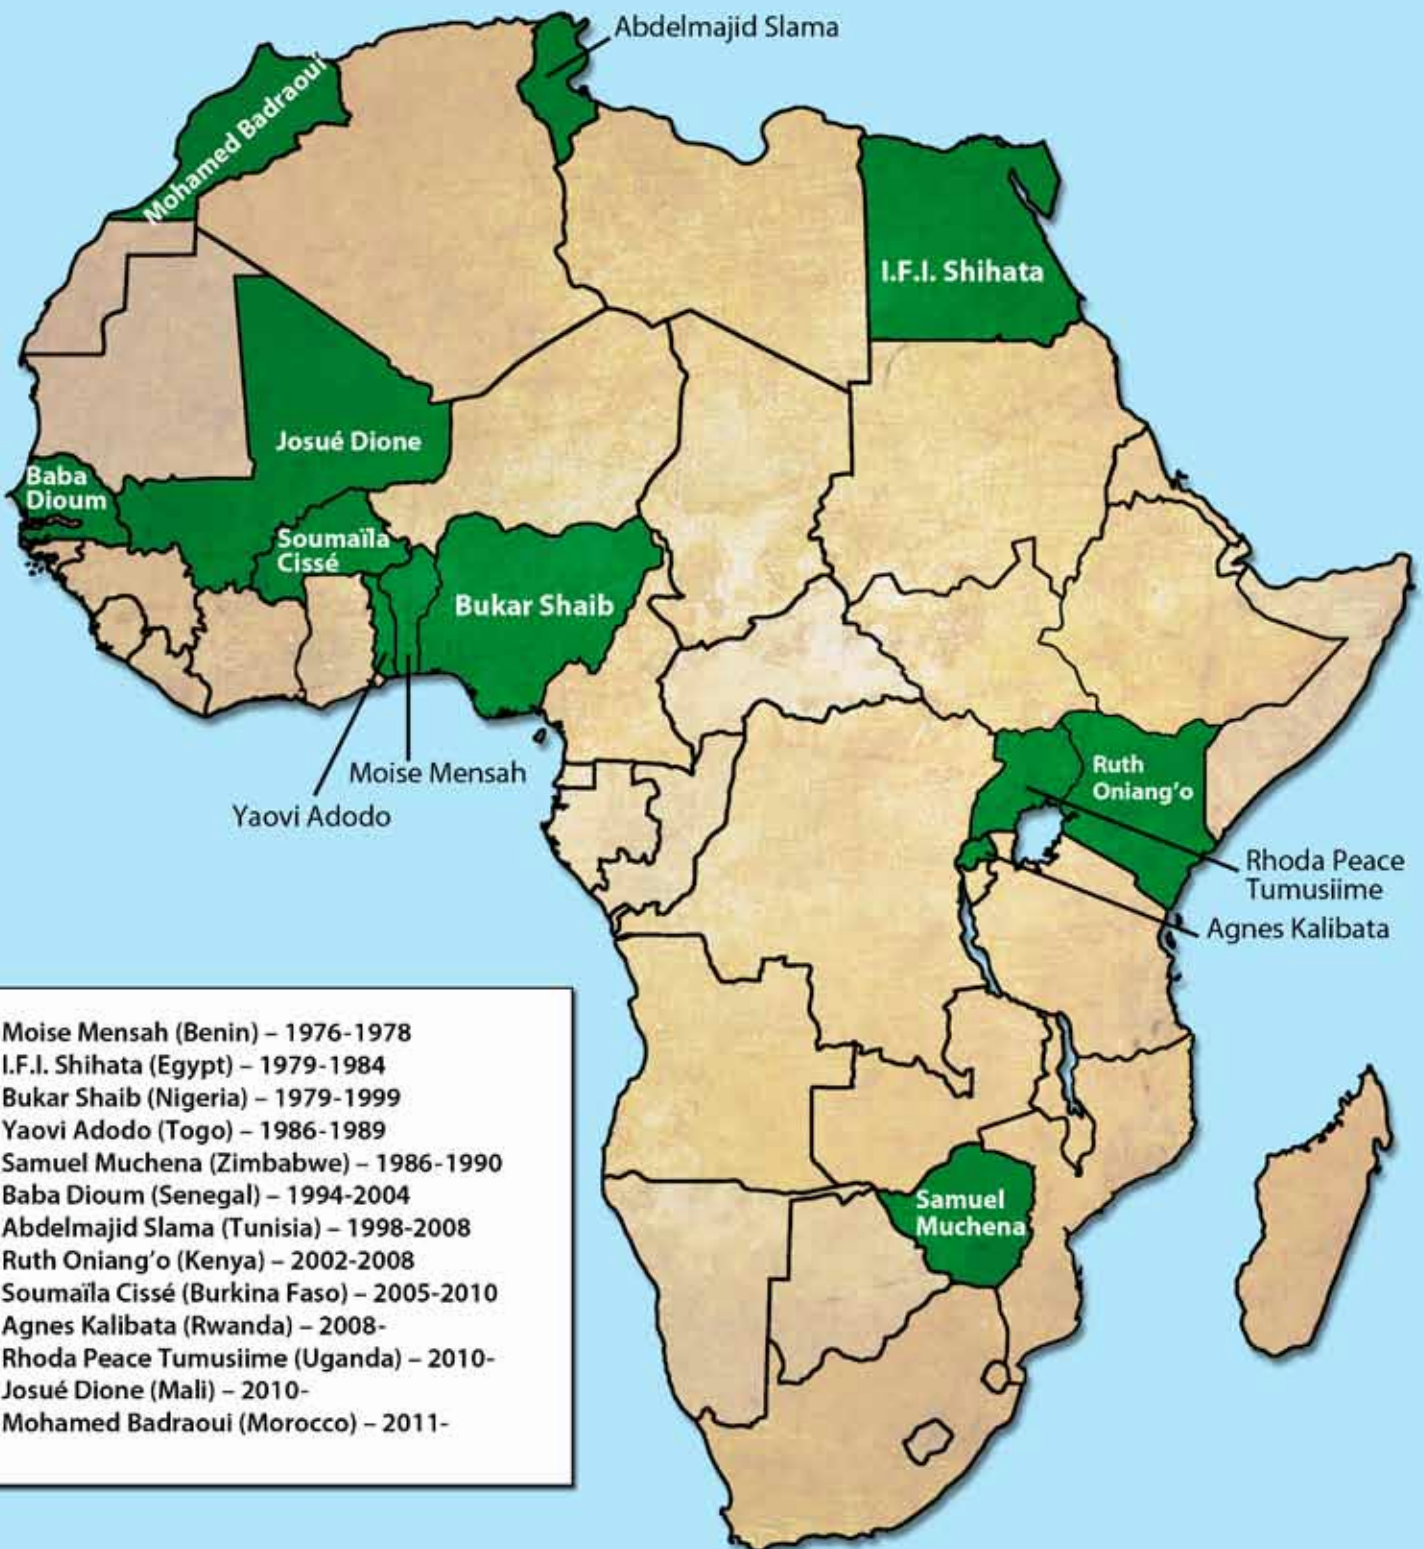 Abdelmajid Slama
Mohamed Badraoui
I.F.I. Shihata
Josué Dione
Baba
Dioum
Soumaïla
Cissé
Bukar Shaib
Moise Mensah
Yaovi Adodo
Ruth
Oniang’o
Rhoda Peace
Tumusiime
Agnes Kalibata
Samuel
Muchena
Moise Mensah (Benin) – 1976-1978
I.F.I. Shihata (Egypt) – 1979-1984
Bukar Shaib (Nigeria) – 1979-1999
Yaovi Adodo (Togo) – 1986-1989
Samuel Muchena (Zimbabwe) – 1986-1990
Baba Dioum (Senegal) – 1994-2004
Abdelmajid Slama (Tunisia) – 1998-2008
Ruth Oniang’o (Kenya) – 2002-2008
Soumaïla Cissé (Burkina Faso) – 2005-2010
Agnes Kalibata (Rwanda) – 2008-
Rhoda Peace Tumusiime (Uganda) – 2010-
Josué Dione (Mali) – 2010-
Mohamed Badraoui (Morocco) – 2011-